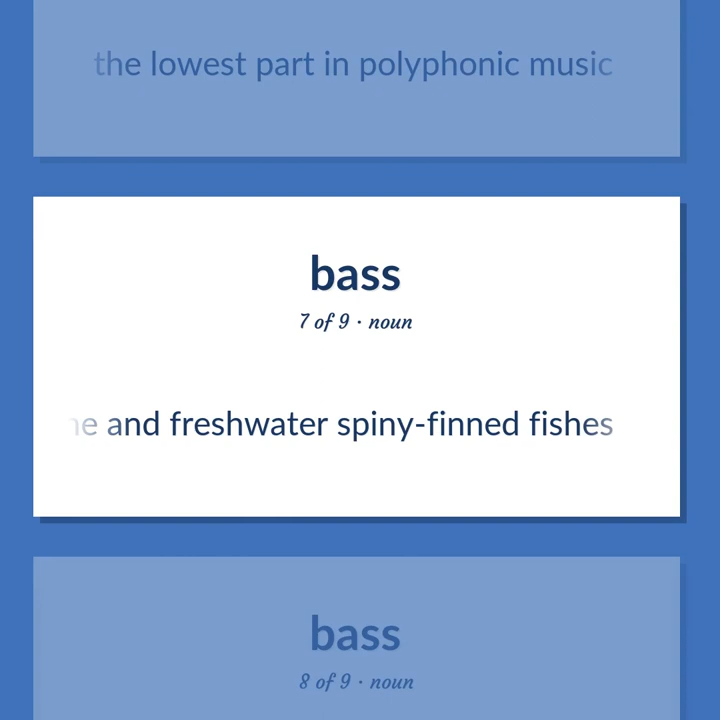 the lowest part in polyphonic music
bass
7 of 9 · noun
and freshwater spiny-finned fishes
bass
8 of 9 · noun